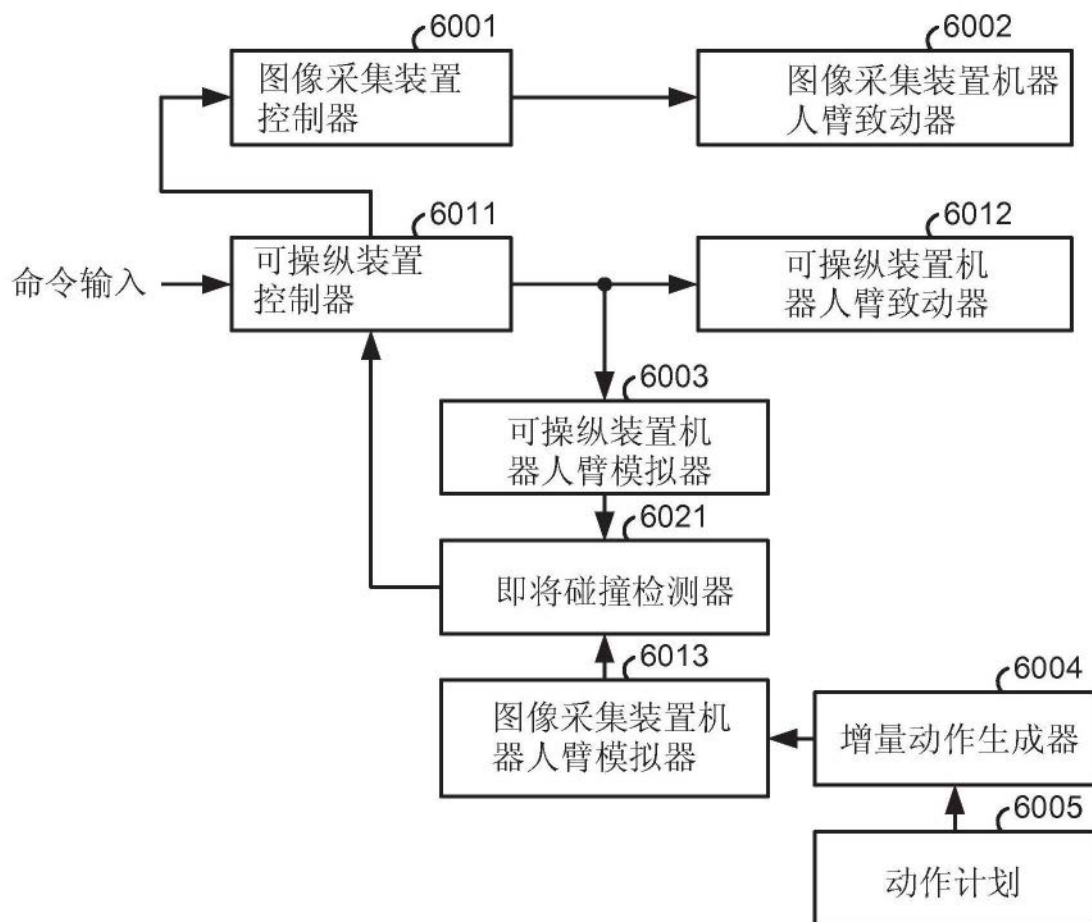 6001
图像采集装置
控制器
6002
图像采集装置机器
人臂致动器
6011
可操纵装置
控制器
6012
可操纵装置机
器人臂致动器
命令输入
6003
可操纵装置机
器人臂模拟器
6021
即将碰撞检测器
6013
图像采集装置机
器人臂模拟器
6004
增量动作生成器
6005
动作计划